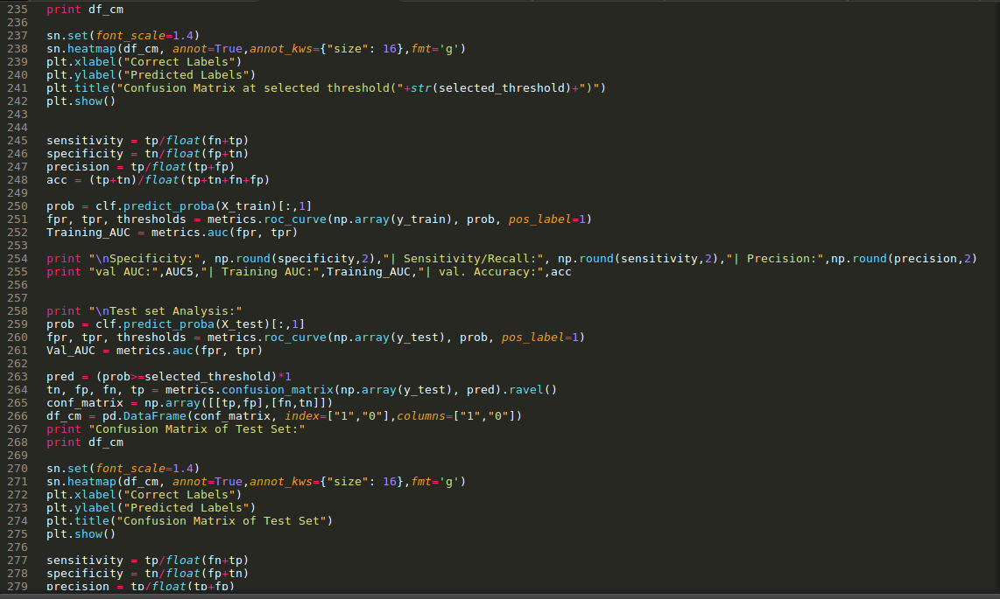 235 print df_cm
236
237 sn.set(font_scale=1.4)
238 sn.heatmap(df_cm, annot=True,annot_kws={"size": 16},fmt='g')
239 plt.xlabel("Correct Labels")
240 plt.ylabel("Predicted Labels")
241 plt.title("Confusion Matrix at selected threshold("+str(selected_threshold)+")")
242 plt.show()
243
244
245 sensitivity = tp/float(fn+tp)
246 specificity = tn/float(fp+tn)
247 precision = tp/float(tp+fp)
248 acc = (tp+tn)/float(tp+tn+fn+fp)
249
250 prob = clf.predict_proba(X_train)[:,1]
251 fpr, tpr, thresholds = metrics.roc_curve(np.array(y_train), prob, pos_label=1)
252 Training_AUC = metrics.auc(fpr, tpr)
253
254 print "\nSpecificity:", np.round(specificity,2),"| Sensitivity/Recall:", np.round(sensitivity,2),"| Precision:",np.round(precision,2)
255 print "val AUC:",AUC5,"| Training AUC:",Training_AUC,"| val. Accuracy:",acc
256
257
258 print "\nTest set Analysis:"
259 prob = clf.predict_proba(X_test)[:,1]
260 fpr, tpr, thresholds = metrics.roc_curve(np.array(y_test), prob, pos_label=1)
261 Val_AUC = metrics.auc(fpr, tpr)
262
263 pred = (prob>=selected_threshold)*1
264 tn, fp, fn, tp = metrics.confusion_matrix(np.array(y_test), pred).ravel()
265 conf_matrix = np.array([[tp,fp],[fn,tn]])
266 df_cm = pd.DataFrame(conf_matrix, index=["1","0"],columns=["1","0"])
267 print "Confusion Matrix of Test Set:"
268 print df_cm
269
270 sn.set(font_scale=1.4)
271 sn.heatmap(df_cm, annot=True,annot_kws={"size": 16},fmt='g')
272 plt.xlabel("Correct Labels")
273 plt.ylabel("Predicted Labels")
274 plt.title("Confusion Matrix of Test Set")
275 plt.show()
276
277 sensitivity = tp/float(fn+tp)
278 specificity = tn/float(fp+tn)
279 precision = tp/float(tp+fp)